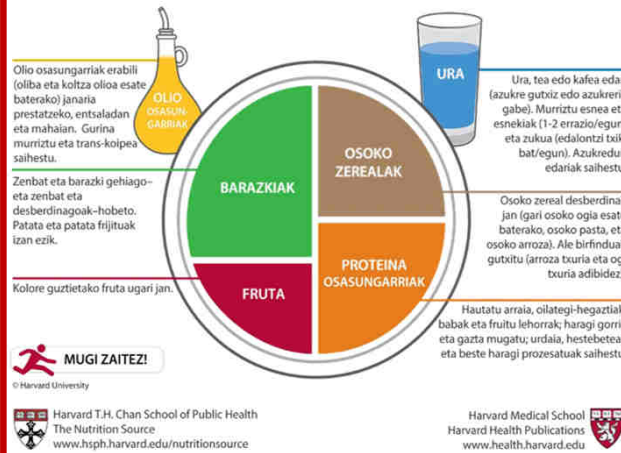 Olio osasungarriak erabili
(oliba eta koltza olioa esate
baterako) janaria
prestatzeko, entsaladan
eta mahaian. Gurina
murriztu eta trans-koipea
saihestu.
OLIO
OSASUN-
GARRIAK
URA
Ura, tea edo kafea eda
(azukre gutxiz edo azukreri
gabe). Murriztu esnea et
esnekiak (1-2 errazio/egun
eta zukua (edalontzi txik
bat/egun). Azukredu
edariak saihestu
Zenbat eta barazki gehiago–
eta zenbat eta
desberdinagoak–hobeto.
Patata eta patata frijituak
izan ezik.
BARAZKIAK
OSOKO
ZEREALAK
Osoko zereal desberdina
jan (gari osoko ogia esat
baterako, osoko pasta, et
osoko arroza). Ale birfindua
gutxitu (arroza txuria eta og
txuria adibidez
Kolore guztietako fruta ugari jan.
FRUTA
PROTEINA
OSASUNGARRIAK
Hautatu arraia, oilategi-hegaztiak
babak eta fruitu lehorrak; haragi gorri
eta gazta mugatu; urdaia, hestebetea
eta beste haragi prozesatuak saihestu
MUGI ZAITEZ!
© Harvard University
Harvard T.H. Chan School of Public Health
The Nutrition Source
www.hsph.harvard.edu/nutritionsource
Harvard Medical School
Harvard Health Publications
www.health.harvard.edu